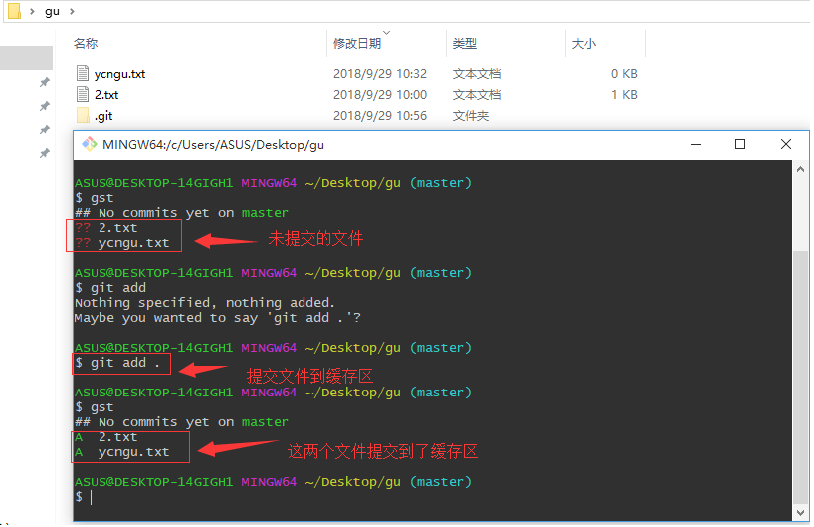 gu
名称 修改日期 类型 大小
ycngu.txt 2018/9/29 10:32 文本文档 0 KB
2.txt 2018/9/29 10:00 文本文档 1 KB
.git 2018/9/29 10:56 文件夹
MINGW64:/c/Users/ASUS/Desktop/gu
ASUS@DESKTOP-14GIGH1 MINGW64 ~/Desktop/gu (master)
$ gst
## No commits yet on master
?? 2.txt
?? ycngu.txt
未提交的文件
ASUS@DESKTOP-14GIGH1 MINGW64 ~/Desktop/gu (master)
$ git add
Nothing specified, nothing added.
Maybe you wanted to say 'git add .'?
ASUS@DESKTOP-14GIGH1 MINGW64 ~/Desktop/gu (master)
$ git add .
提交文件到缓存区
ASUS@DESKTOP-14GIGH1 MINGW64 ~/Desktop/gu (master)
$ gst
## No commits yet on master
A 2.txt
A ycngu.txt
这两个文件提交到了缓存区
ASUS@DESKTOP-14GIGH1 MINGW64 ~/Desktop/gu (master)
$